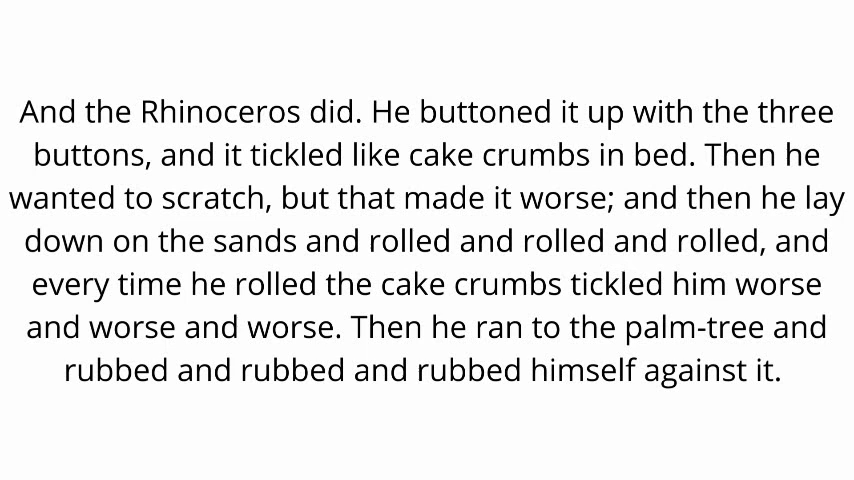 And the Rhinoceros did. He buttoned it up with the three
buttons, and it tickled like cake crumbs in bed. Then he
wanted to scratch, but that made it worse; and then he lay
down on the sands and rolled and rolled and rolled, and
every time he rolled the cake crumbs tickled him worse
and worse and worse. Then he ran to the palm-tree and
rubbed and rubbed and rubbed himself against it.